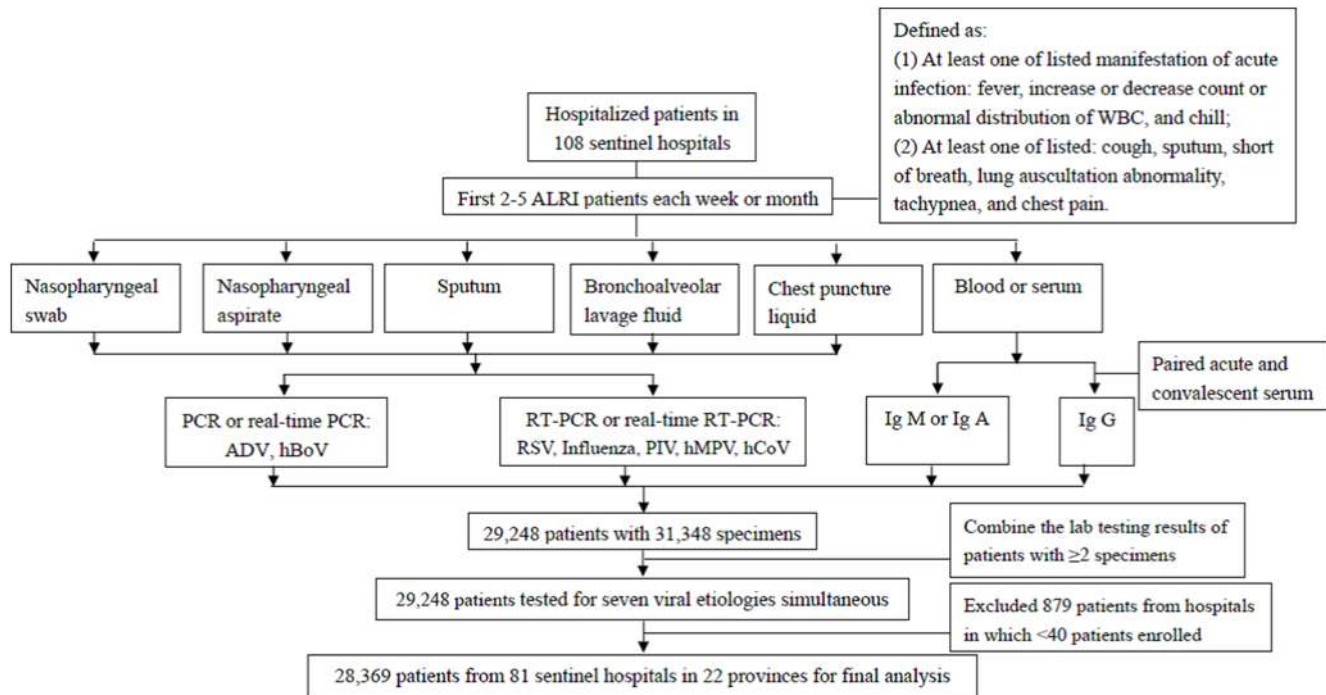 Defined as:
(1) At least one of listed manifestation of acute
infection: fever, increase or decrease count or
abnormal distribution of WBC, and chill;
(2) At least one of listed: cough, sputum, short
of breath, lung auscultation abnormality,
tachypnea, and chest pain.
Hospitalized patients in
108 sentinel hospitals
First 2-5 ALRI patients each week or month
Nasopharyngeal
swab
Nasopharyngeal
aspirate
Sputum
Bronchoalveolar
lavage fluid
Chest puncture
liquid
Blood or serum
Paired acute and
convalescent serum
PCR or real-time PCR:
ADV, hBoV
RT-PCR or real-time RT-PCR:
RSV, Influenza, PIV, hMPV, hCoV
Ig M or Ig A
Ig G
29,248 patients with 31,348 specimens
Combine the lab testing results of
patients with ≥2 specimens
29,248 patients tested for seven viral etiologies simultaneous
Excluded 879 patients from hospitals
in which <40 patients enrolled
28,369 patients from 81 sentinel hospitals in 22 provinces for final analysis